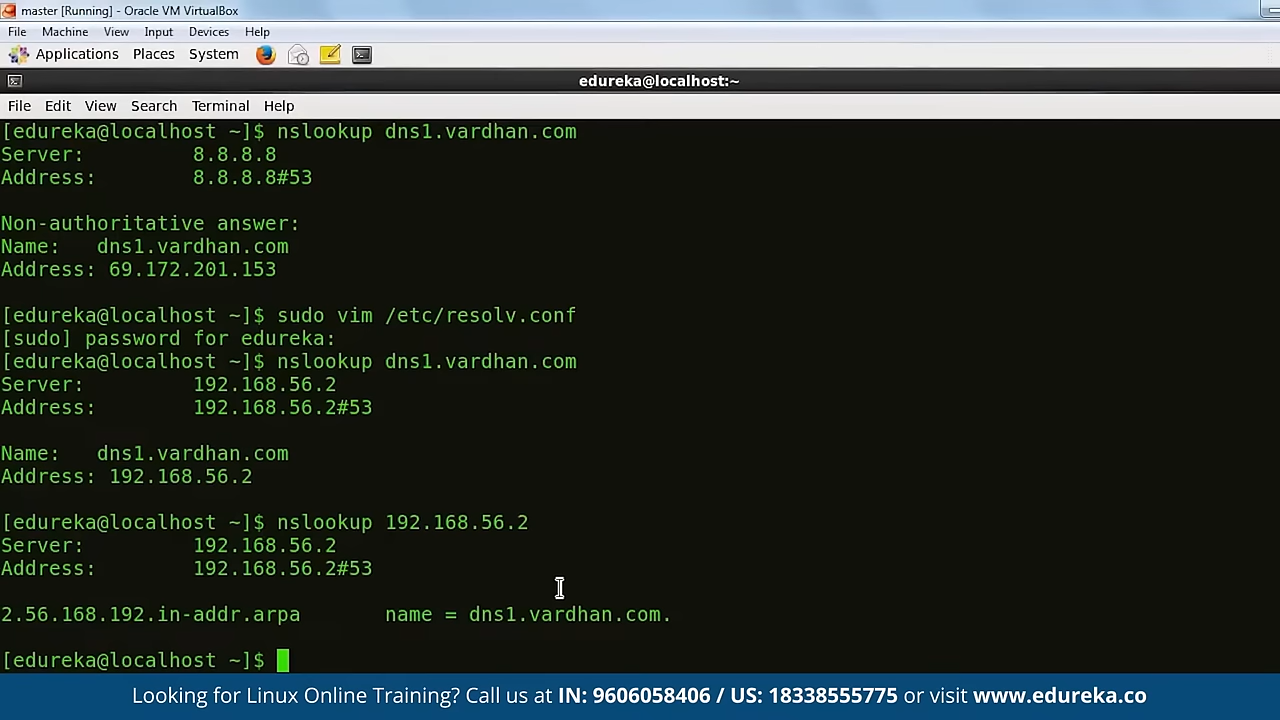 master [Running] - Oracle VM VirtualBox
File Machine View Input Devices Help
Applications Places System
edureka@localhost:~
File Edit View Search Terminal Help
[edureka@localhost ~]$ nslookup dns1.vardhan.com
Server: 8.8.8.8
Address: 8.8.8.8#53
Non-authoritative answer:
Name: dns1.vardhan.com
Address: 69.172.201.153
[edureka@localhost ~]$ sudo vim /etc/resolv.conf
[sudo] password for edureka:
[edureka@localhost ~]$ nslookup dns1.vardhan.com
Server: 192.168.56.2
Address: 192.168.56.2#53
Name: dns1.vardhan.com
Address: 192.168.56.2
[edureka@localhost ~]$ nslookup 192.168.56.2
Server: 192.168.56.2
Address: 192.168.56.2#53
2.56.168.192.in-addr.arpa name = dns1.vardhan.com.
[edureka@localhost ~]$
Looking for Linux Online Training? Call us at IN: 9606058406 / US: 18338555775 or visit www.edureka.co